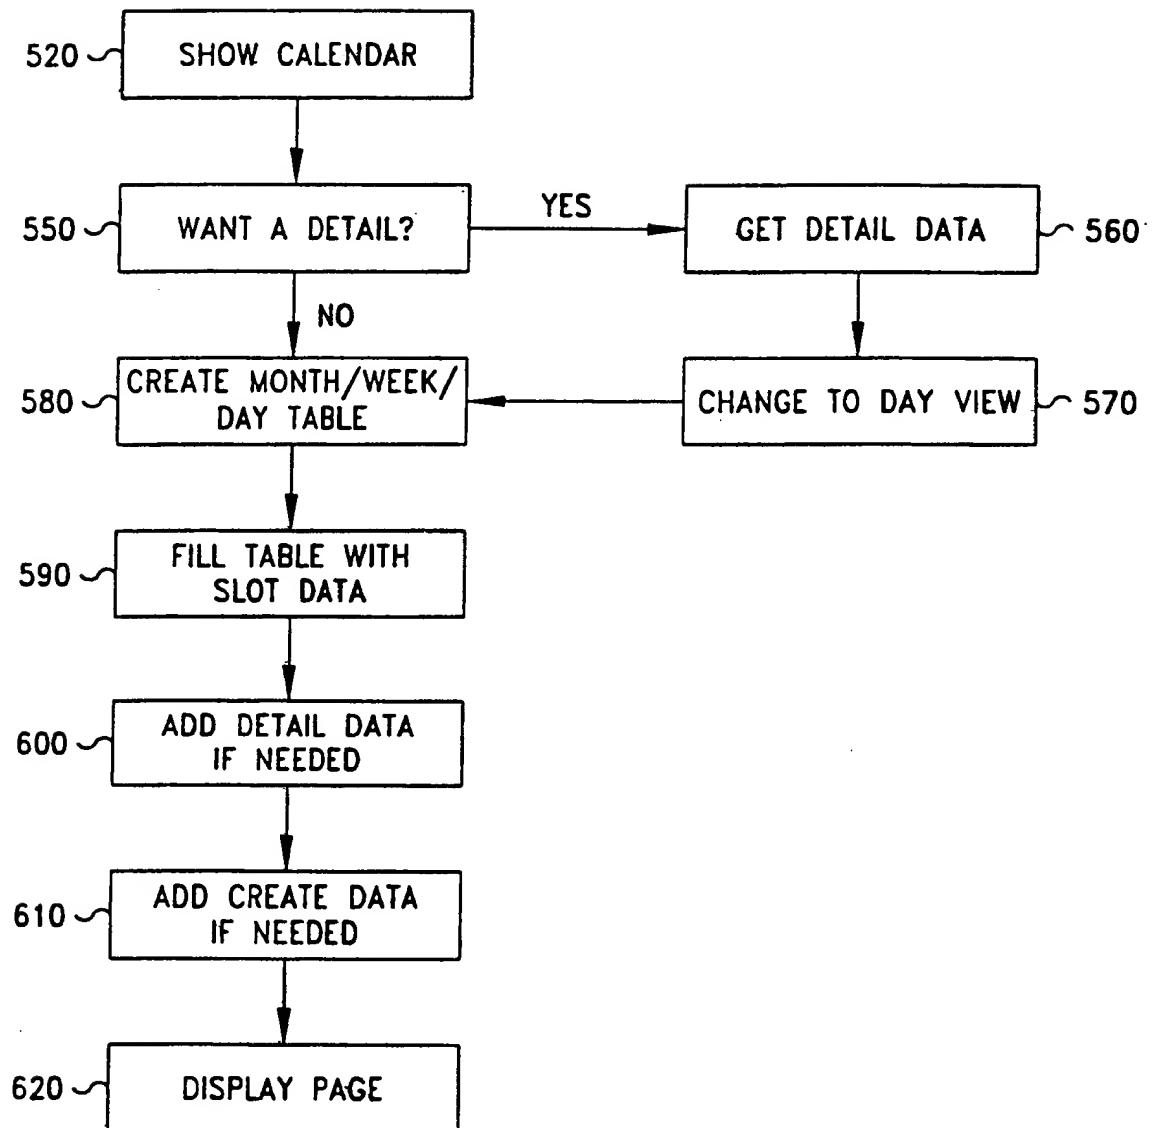 520 SHOW CALENDAR
550 WANT A DETAIL?
YES
GET DETAIL DATA 560
NO
580 CREATE MONTH/WEEK/
DAY TABLE
CHANGE TO DAY VIEW 570
590 FILL TABLE WITH
SLOT DATA
600 ADD DETAIL DATA
IF NEEDED
610 ADD CREATE DATA
IF NEEDED
620 DISPLAY PAGE